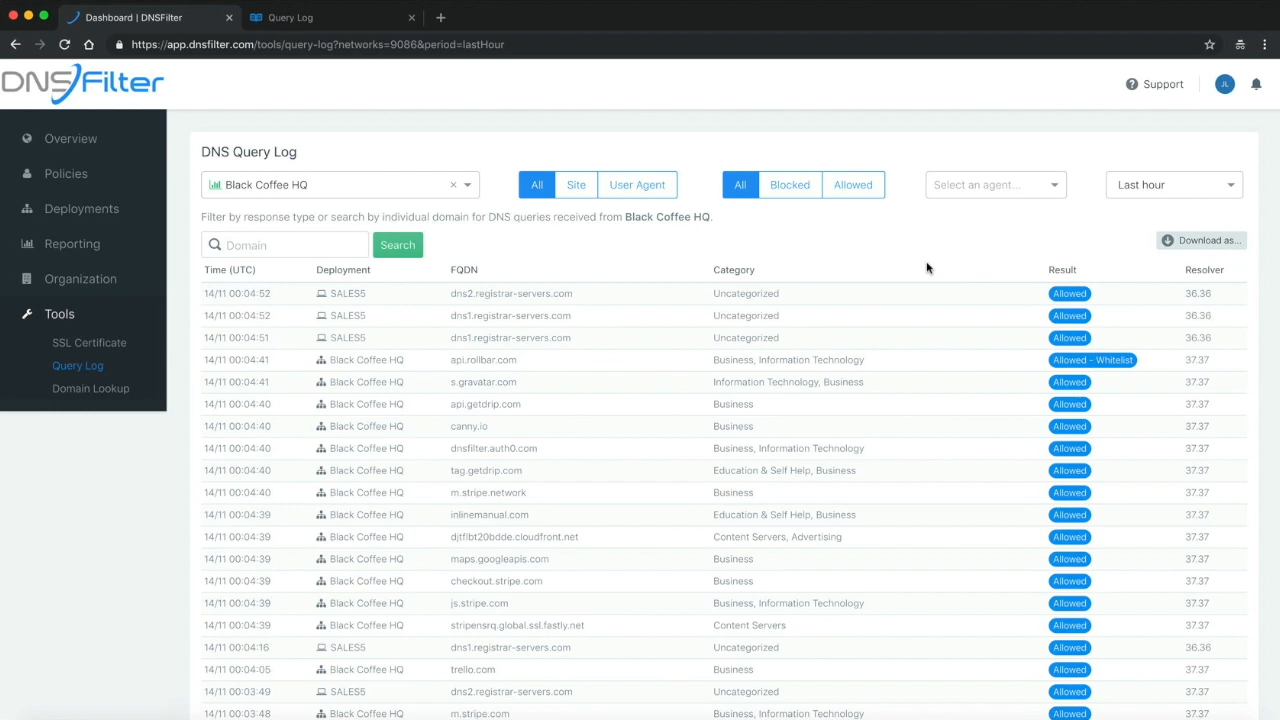 Dashboard | DNSFilter
Query Log
https://app.dnsfilter.com/tools/query-log?networks=9086&period=lastHour
DNSFilter
Support
JL
Overview
Policies
Deployments
Reporting
Organization
Tools
SSL Certificate
Query Log
Domain Lookup
DNS Query Log
Black Coffee HQ
All Site User Agent
All Blocked Allowed
Select an agent...
Last hour
Filter by response type or search by individual domain for DNS queries received from Black Coffee HQ.
Domain
Search
Download as...
Time (UTC) Deployment FQDN Category Result Resolver
14/11 00:04:52 SALES5 dns2.registrar-servers.com Uncategorized Allowed 36.36
14/11 00:04:52 SALES5 dns1.registrar-servers.com Uncategorized Allowed 36.36
14/11 00:04:51 SALES5 dns1.registrar-servers.com Uncategorized Allowed 36.36
14/11 00:04:41 Black Coffee HQ api.rollbar.com Business, Information Technology Allowed - Whitelist 37.37
14/11 00:04:41 Black Coffee HQ s.gravatar.com Information Technology, Business Allowed 37.37
14/11 00:04:40 Black Coffee HQ api.getdrip.com Business Allowed 37.37
14/11 00:04:40 Black Coffee HQ canny.io Business Allowed 37.37
14/11 00:04:40 Black Coffee HQ dnsfilter.auth0.com Business, Information Technology Allowed 37.37
14/11 00:04:40 Black Coffee HQ tag.getdrip.com Education & Self Help, Business Allowed 37.37
14/11 00:04:40 Black Coffee HQ m.stripe.network Business Allowed 37.37
14/11 00:04:39 Black Coffee HQ inlinemanual.com Education & Self Help, Business Allowed 37.37
14/11 00:04:39 Black Coffee HQ djtflbt20bdde.cloudfront.net Content Servers, Advertising Allowed 37.37
14/11 00:04:39 Black Coffee HQ maps.googleapis.com Business Allowed 37.37
14/11 00:04:39 Black Coffee HQ checkout.stripe.com Business Allowed 37.37
14/11 00:04:39 Black Coffee HQ js.stripe.com Business, Information Technology Allowed 37.37
14/11 00:04:39 Black Coffee HQ stripensrq.global.ssl.fastly.net Content Servers Allowed 37.37
14/11 00:04:16 SALES5 dns1.registrar-servers.com Uncategorized Allowed 36.36
14/11 00:04:05 Black Coffee HQ trello.com Business Allowed 37.37
14/11 00:03:49 SALES5 dns2.registrar-servers.com Uncategorized Allowed 36.36
14/11 00:03:48 Black Coffee HQ m.stripe.com Business, Information Technology Allowed 37.37